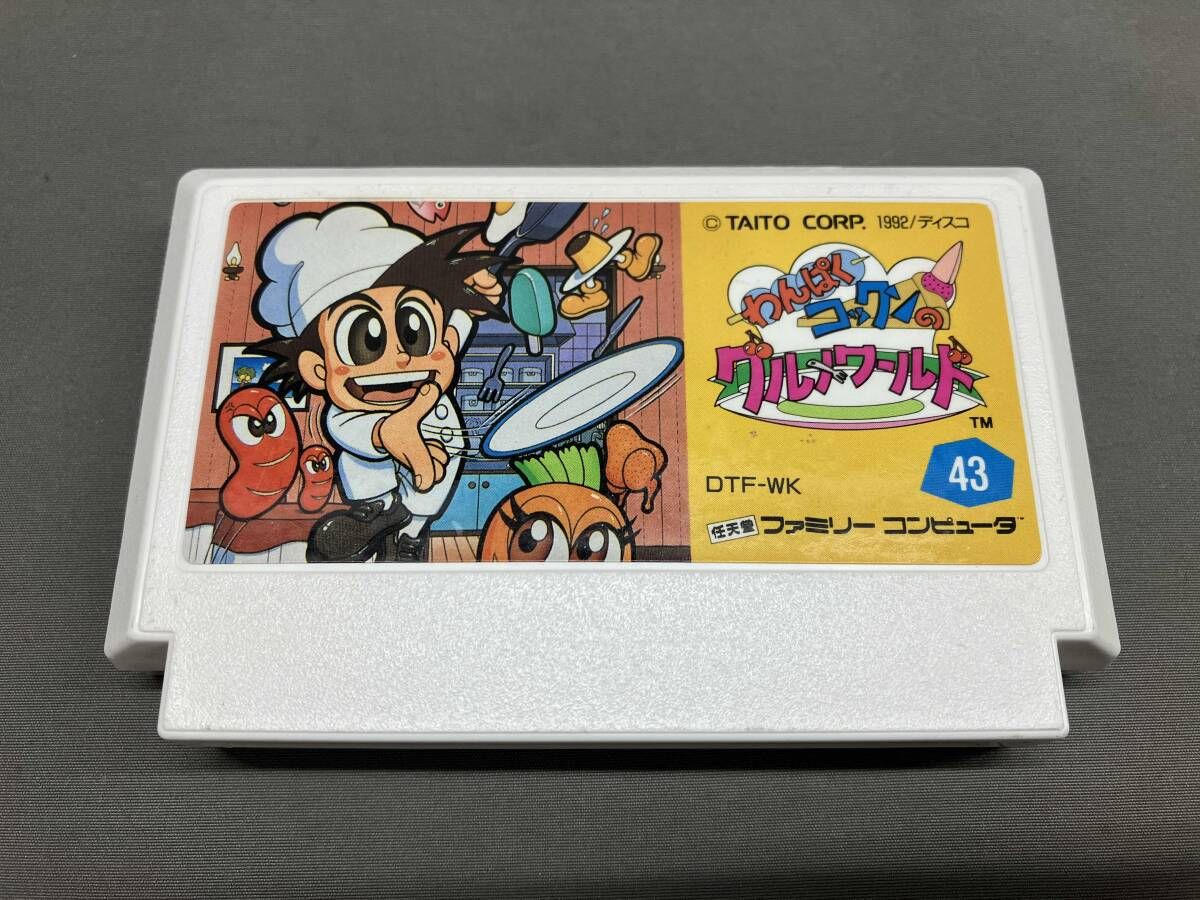 © TAITO CORP. 1992/ディスコ
わんぱく
コックンの
グルメワールド
TM
43
DTF-WK
任天堂 ファミリー コンピュータ™